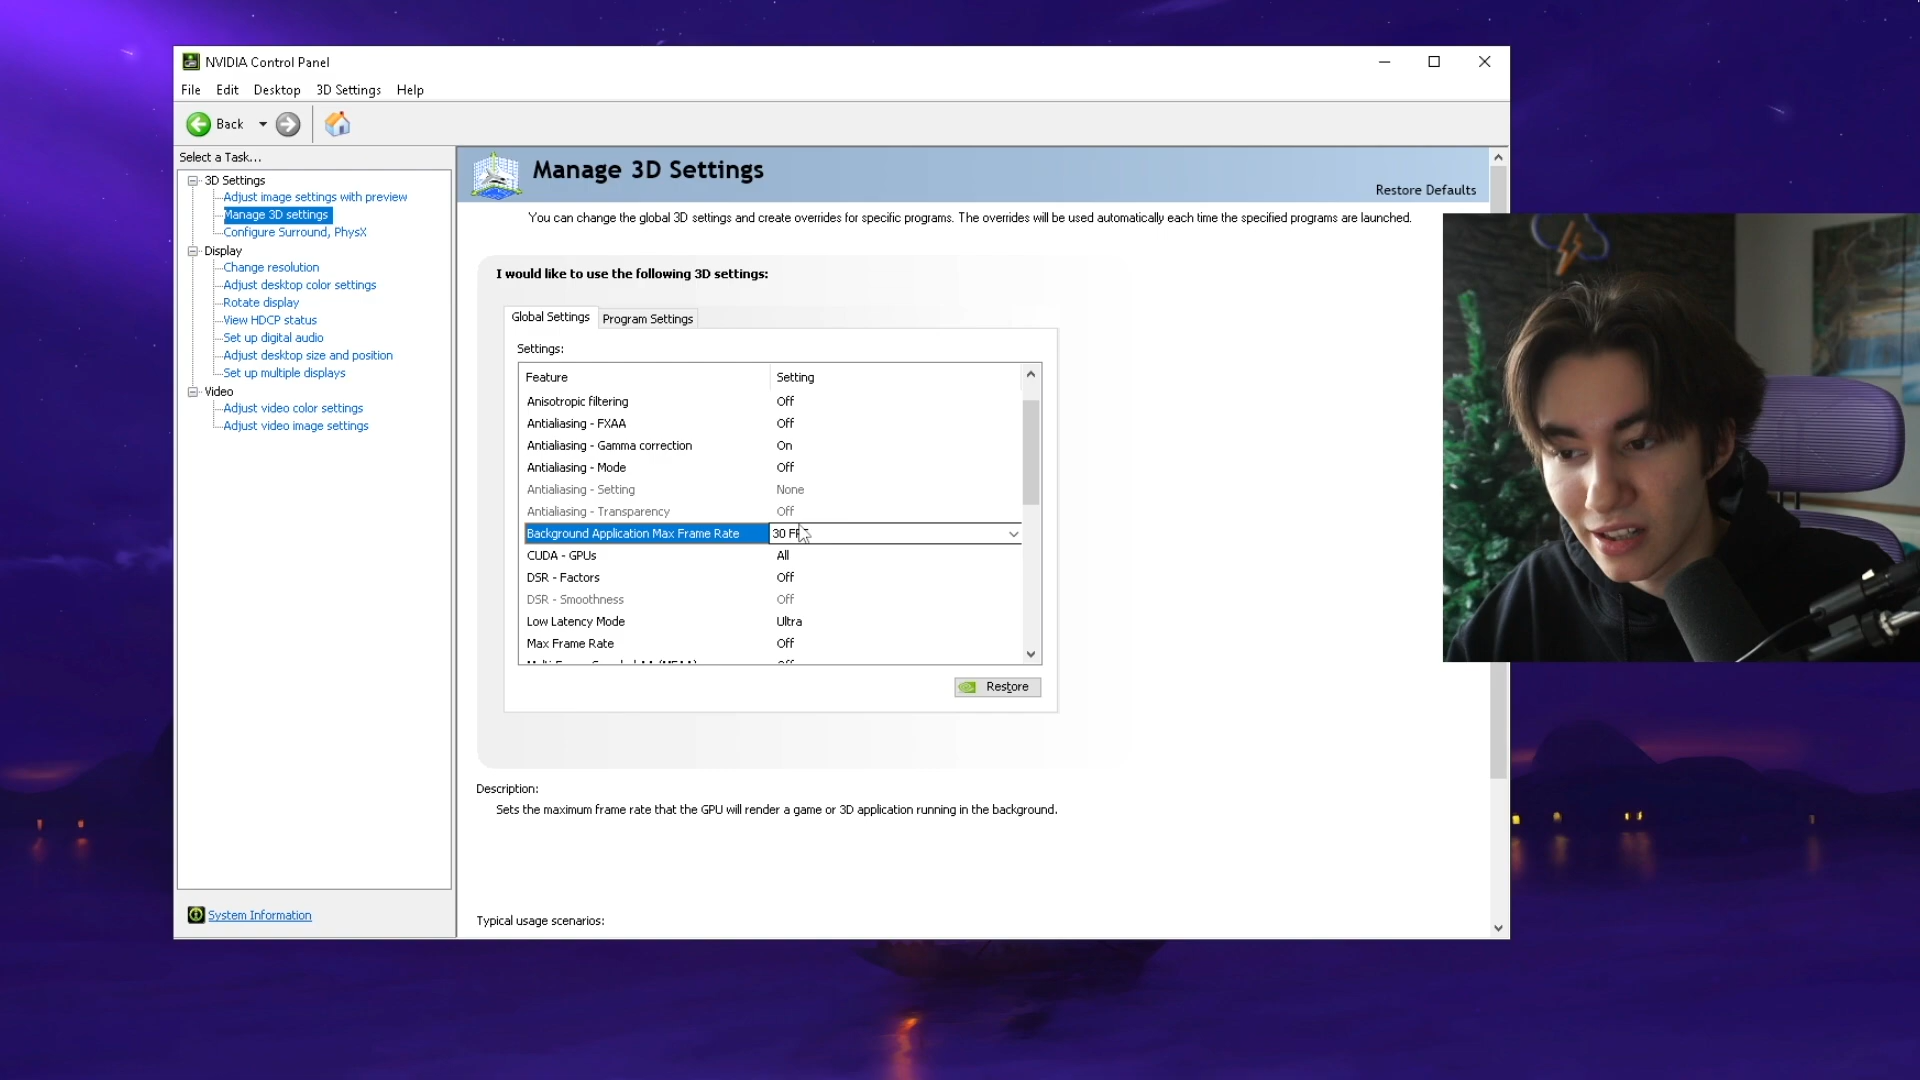 NVIDIA Control Panel
File Edit Desktop 3D Settings Help
Back
Select a Task...
3D Settings
Adjust image settings with preview
Manage 3D settings
Configure Surround, PhysX
Display
Change resolution
Adjust desktop color settings
Rotate display
View HDCP status
Set up digital audio
Adjust desktop size and position
Set up multiple displays
Video
Adjust video color settings
Adjust video image settings
System Information
Manage 3D Settings
Restore Defaults
You can change the global 3D settings and create overrides for specific programs. The overrides will be used automatically each time the specified programs are launched.
I would like to use the following 3D settings:
Global Settings Program Settings
Settings:
Feature Setting
Anisotropic filtering Off
Antialiasing - FXAA Off
Antialiasing - Gamma correction On
Antialiasing - Mode Off
Antialiasing - Setting None
Antialiasing - Transparency Off
Background Application Max Frame Rate 30
CUDA - GPUs All
DSR - Factors Off
DSR - Smoothness Off
Low Latency Mode Ultra
Max Frame Rate Off
Restore
Description:
Sets the maximum frame rate that the GPU will render a game or 3D application running in the background.
Typical usage scenarios: